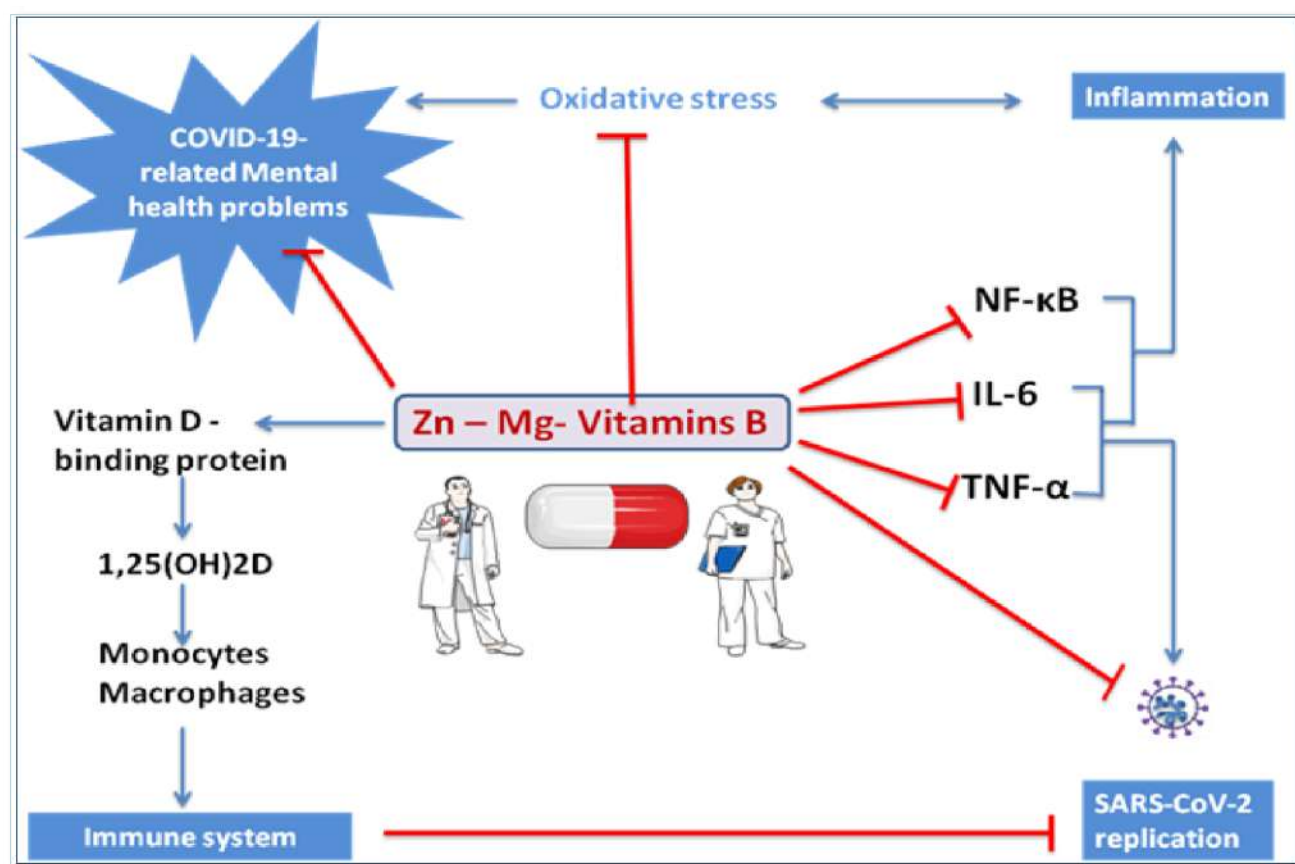 COVID-19-
related Mental
health problems
Oxidative stress
Inflammation
NF-κB
IL-6
TNF-α
Zn – Mg- Vitamins B
Vitamin D -
binding protein
1,25(OH)2D
Monocytes
Macrophages
Immune system
SARS-CoV-2
replication